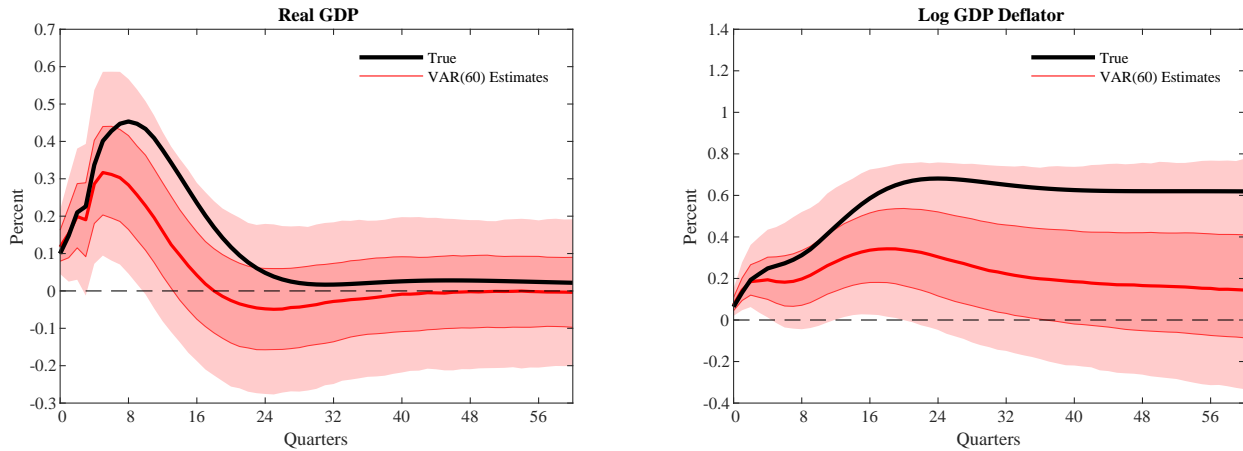 Real GDP
0.7
0.6
0.5
0.4
0.3
0.2
0.1
0
-0.1
-0.2
-0.3
Percent
True
VAR(60) Estimates
0 8 16 24 32 40 48 56
Quarters
Log GDP Deflator
1.4
1.2
1
0.8
0.6
0.4
0.2
0
-0.2
-0.4
Percent
True
VAR(60) Estimates
0 8 16 24 32 40 48 56
Quarters